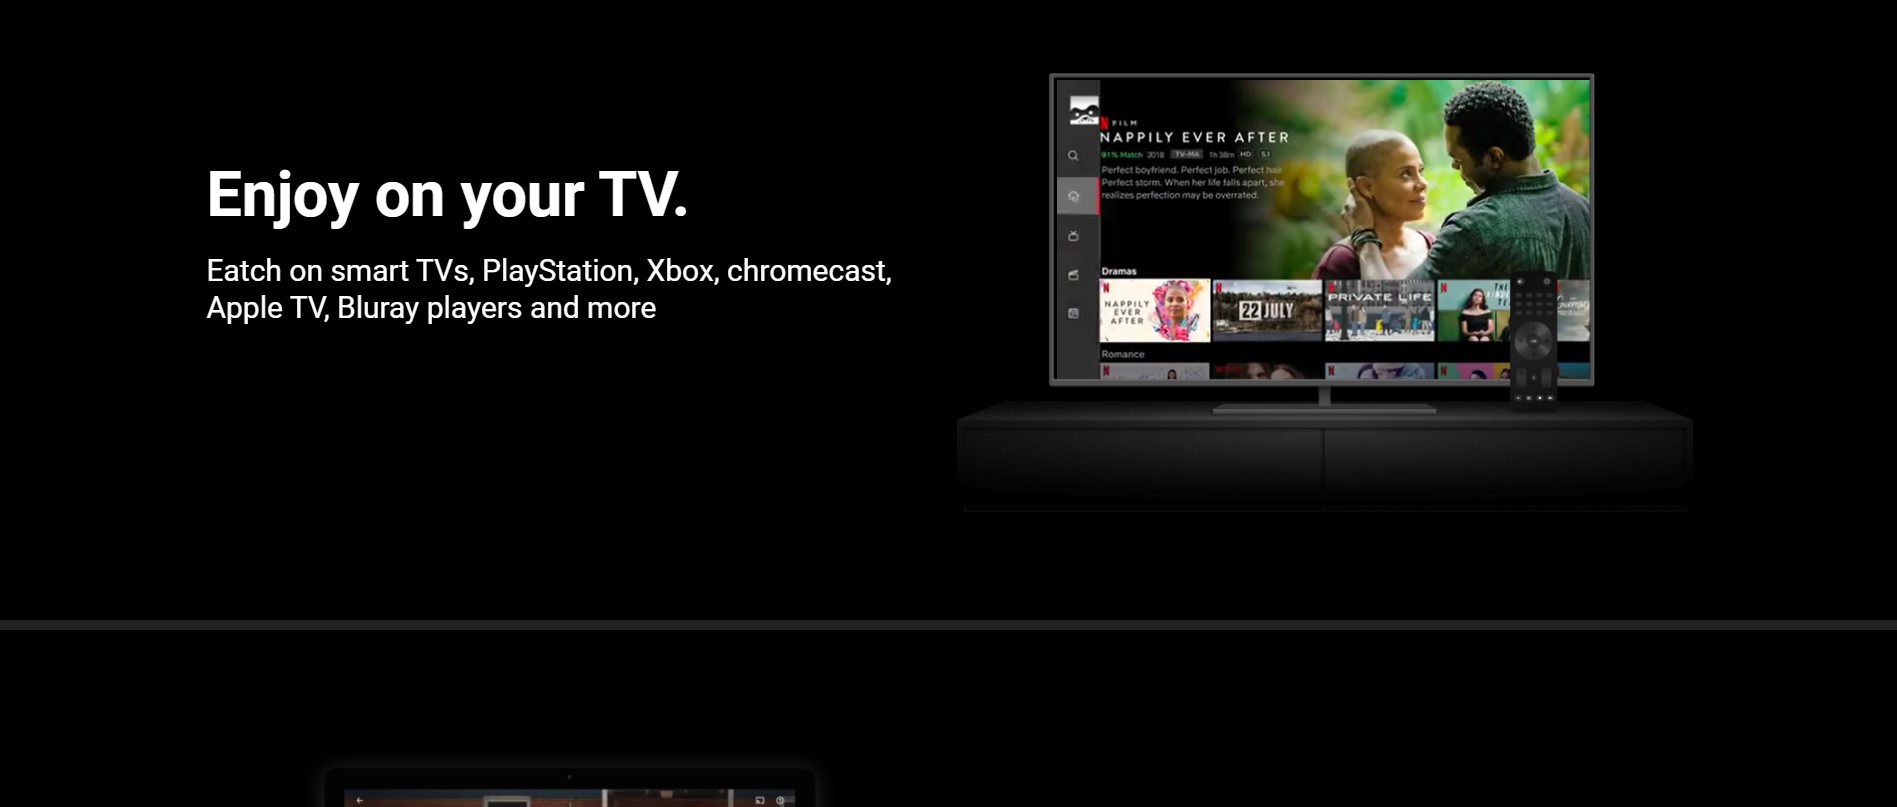 Enjoy on your TV.
Eatch on smart TVs, PlayStation, Xbox, chromecast,
Apple TV, Bluray players and more
N FILM
NAPPILY EVER AFTER
91% Match 2018 TV-MA 1h 38m HD 5.1
Perfect boyfriend. Perfect job. Perfect hair.
Perfect storm. When her life falls apart, she
realizes perfection may be overrated.
Dramas
NAPPILY
EVER
AFTER
22 JULY
PRIVATE LIFE
Romance